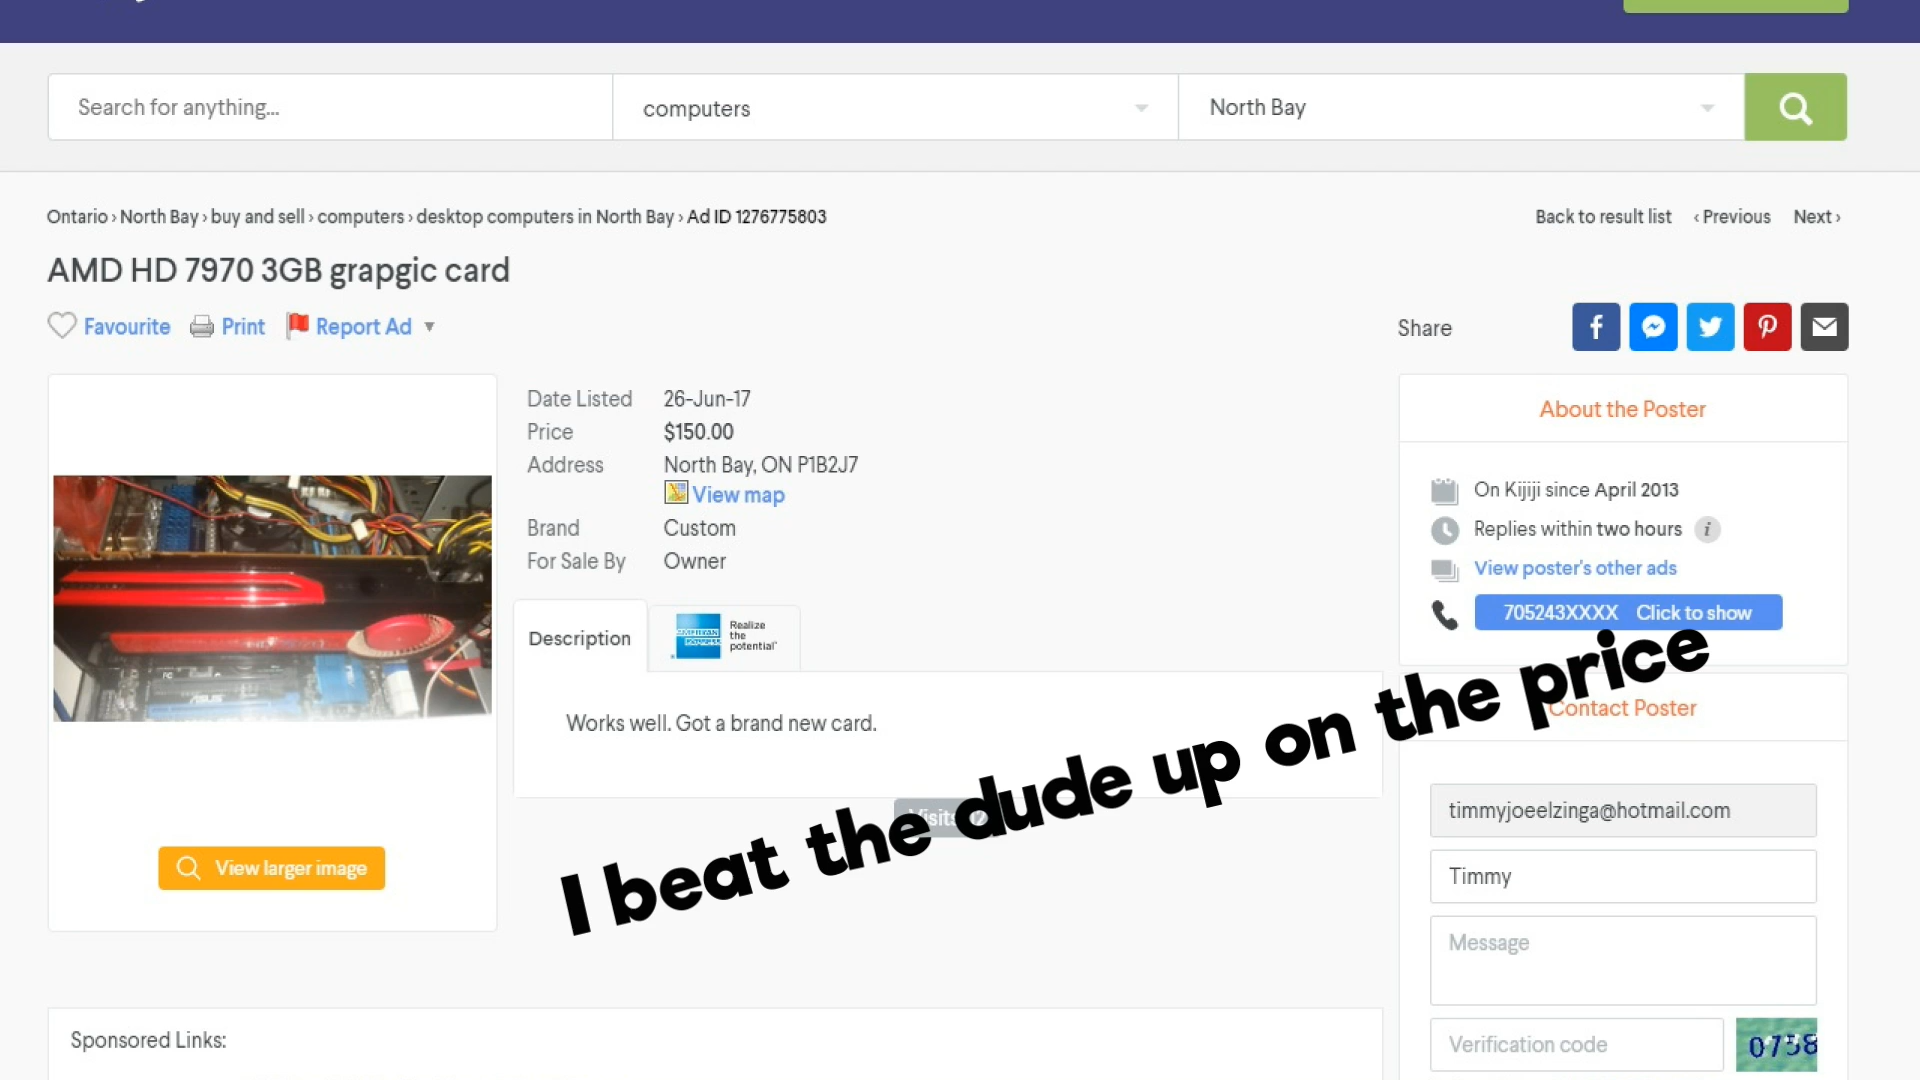 Search for anything...
computers
North Bay
Ontario › North Bay › buy and sell › computers › desktop computers in North Bay › Ad ID 1276775803
Back to result list ‹ Previous Next ›
AMD HD 7970 3GB grapgic card
Favourite Print Report Ad
Share
Date Listed 26-Jun-17
Price $150.00
Address North Bay, ON P1B2J7
View map
Brand Custom
For Sale By Owner
About the Poster
On Kijiji since April 2013
Replies within two hours
View poster's other ads
705243XXXX Click to show
Description
Realize
the
potential
Works well. Got a brand new card.
Visits
I beat the dude up on the price
Contact Poster
timmyjoeelzinga@hotmail.com
Timmy
Message
Verification code
0758
View larger image
Sponsored Links: